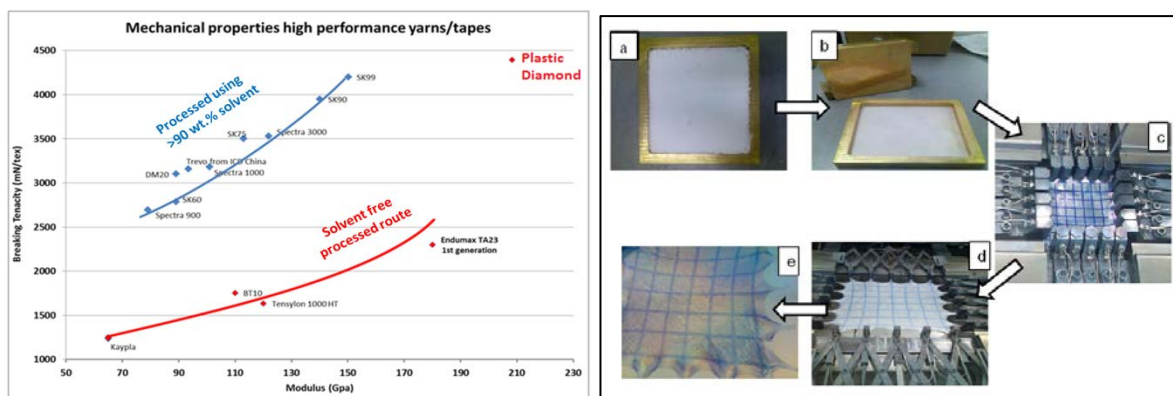 Mechanical properties high performance yarns/tapes
Breaking Tenacity (mN/tex)
4500
4000
3500
3000
2500
2000
1500
1000
Processed using
>90 wt.% solvent
Plastic
Diamond
SK99
SK90
SK75
Spectra 3000
Trevo from ICD China
DM20
Spectra 1000
SK60
Spectra 900
Solvent free
processed route
Endumax TA23
1st generation
BT10
Tensylon 1000 HT
Kaypla
50
70
90
110
130
150
170
190
210
230
Modulus (Gpa)
a
b
c
d
e